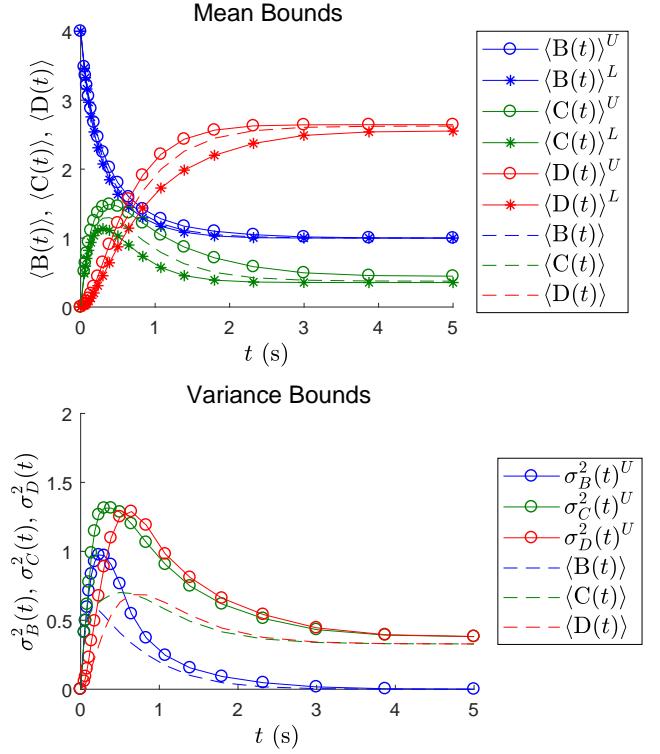 Mean Bounds
4
3
2
1
0
⟨B(t)⟩, ⟨C(t)⟩, ⟨D(t)⟩
0 1 2 3 4 5
t (s)
⟨B(t)⟩^U
⟨B(t)⟩^L
⟨C(t)⟩^U
⟨C(t)⟩^L
⟨D(t)⟩^U
⟨D(t)⟩^L
⟨B(t)⟩
⟨C(t)⟩
⟨D(t)⟩
Variance Bounds
2
1.5
1
0.5
0
σ_B^2(t), σ_C^2(t), σ_D^2(t)
0 1 2 3 4 5
t (s)
σ_B^2(t)^U
σ_C^2(t)^U
σ_D^2(t)^U
⟨B(t)⟩
⟨C(t)⟩
⟨D(t)⟩